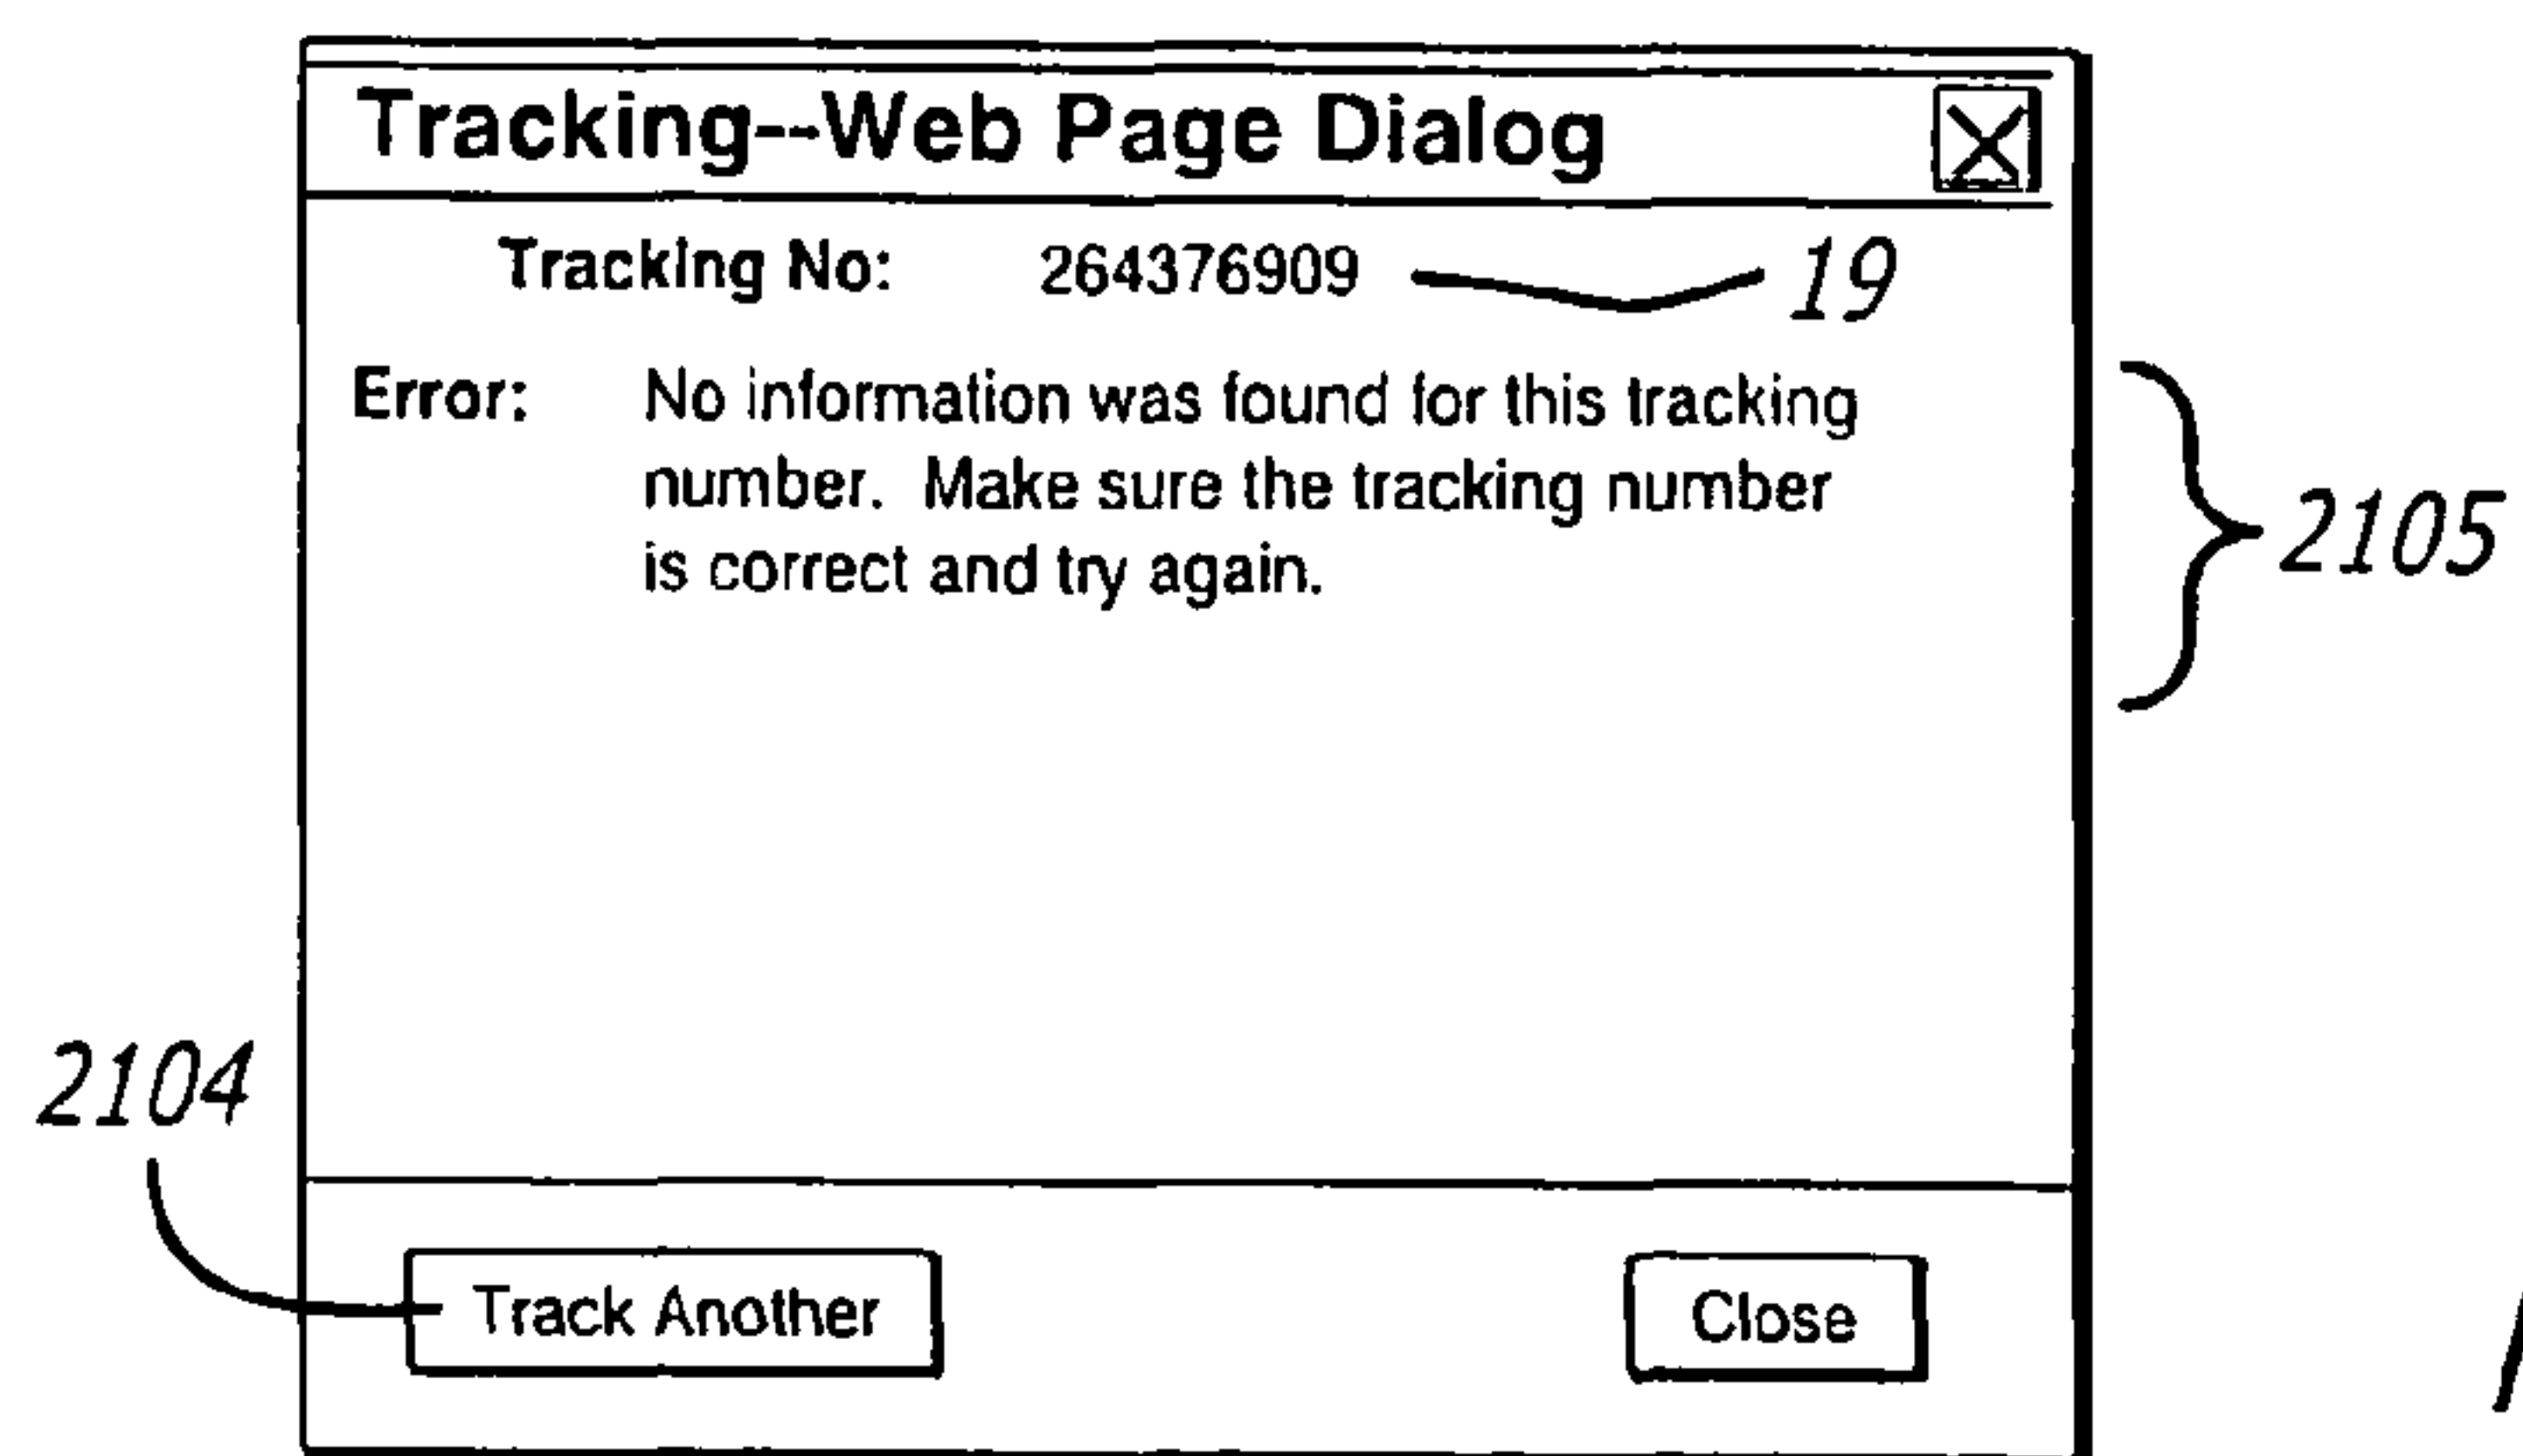 Tracking--Web Page Dialog
Tracking No: 264376909 19
Error: No information was found for this tracking
number. Make sure the tracking number
is correct and try again.
2105
2104
Track Another Close